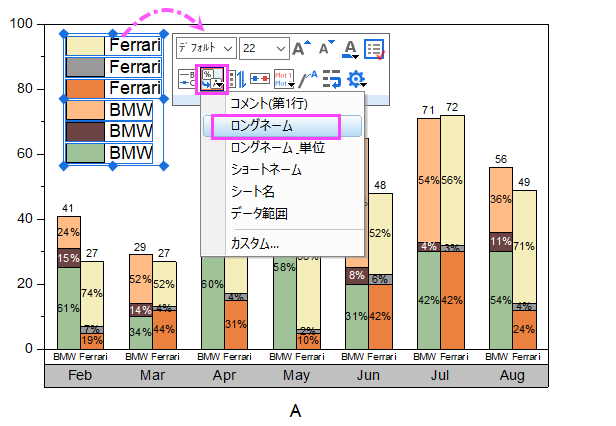 100
80
60
40
20
0
Ferrari
Ferrari
Ferrari
BMW
BMW
BMW
デフォルト 22 A A A
% A Plot 1 A
コメント(第1行)
ロングネーム
ロングネーム_単位
ショートネーム
シート名
データ範囲
カスタム...
41
24%
15%
61%
27
74%
7%
19%
29
52%
14%
34%
27
52%
4%
44%
60%
4%
31%
58%
2%
10%
8%
31%
48
52%
6%
42%
71
54%
4%
42%
72
56%
3%
42%
56
36%
11%
54%
49
71%
4%
24%
BMW Ferrari BMW Ferrari BMW Ferrari BMW Ferrari BMW Ferrari BMW Ferrari BMW Ferrari
Feb Mar Apr May Jun Jul Aug
A